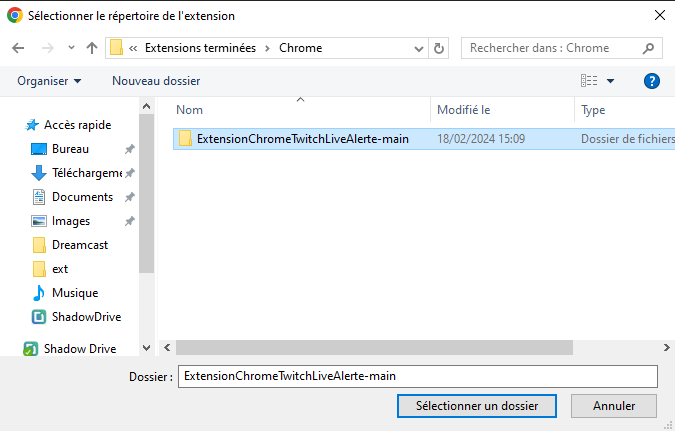 Sélectionner le répertoire de l'extension
« Extensions terminées > Chrome
Rechercher dans : Chrome
Organiser
Nouveau dossier
?
Nom
Modifié le
Type
Accès rapide
Bureau
Téléchargeme
Documents
Images
Dreamcast
ext
Musique
ShadowDrive
Shadow Drive
ExtensionChromeTwitchLiveAlerte-main
18/02/2024 15:09
Dossier de fichiers
Dossier : ExtensionChromeTwitchLiveAlerte-main
Sélectionner un dossier
Annuler